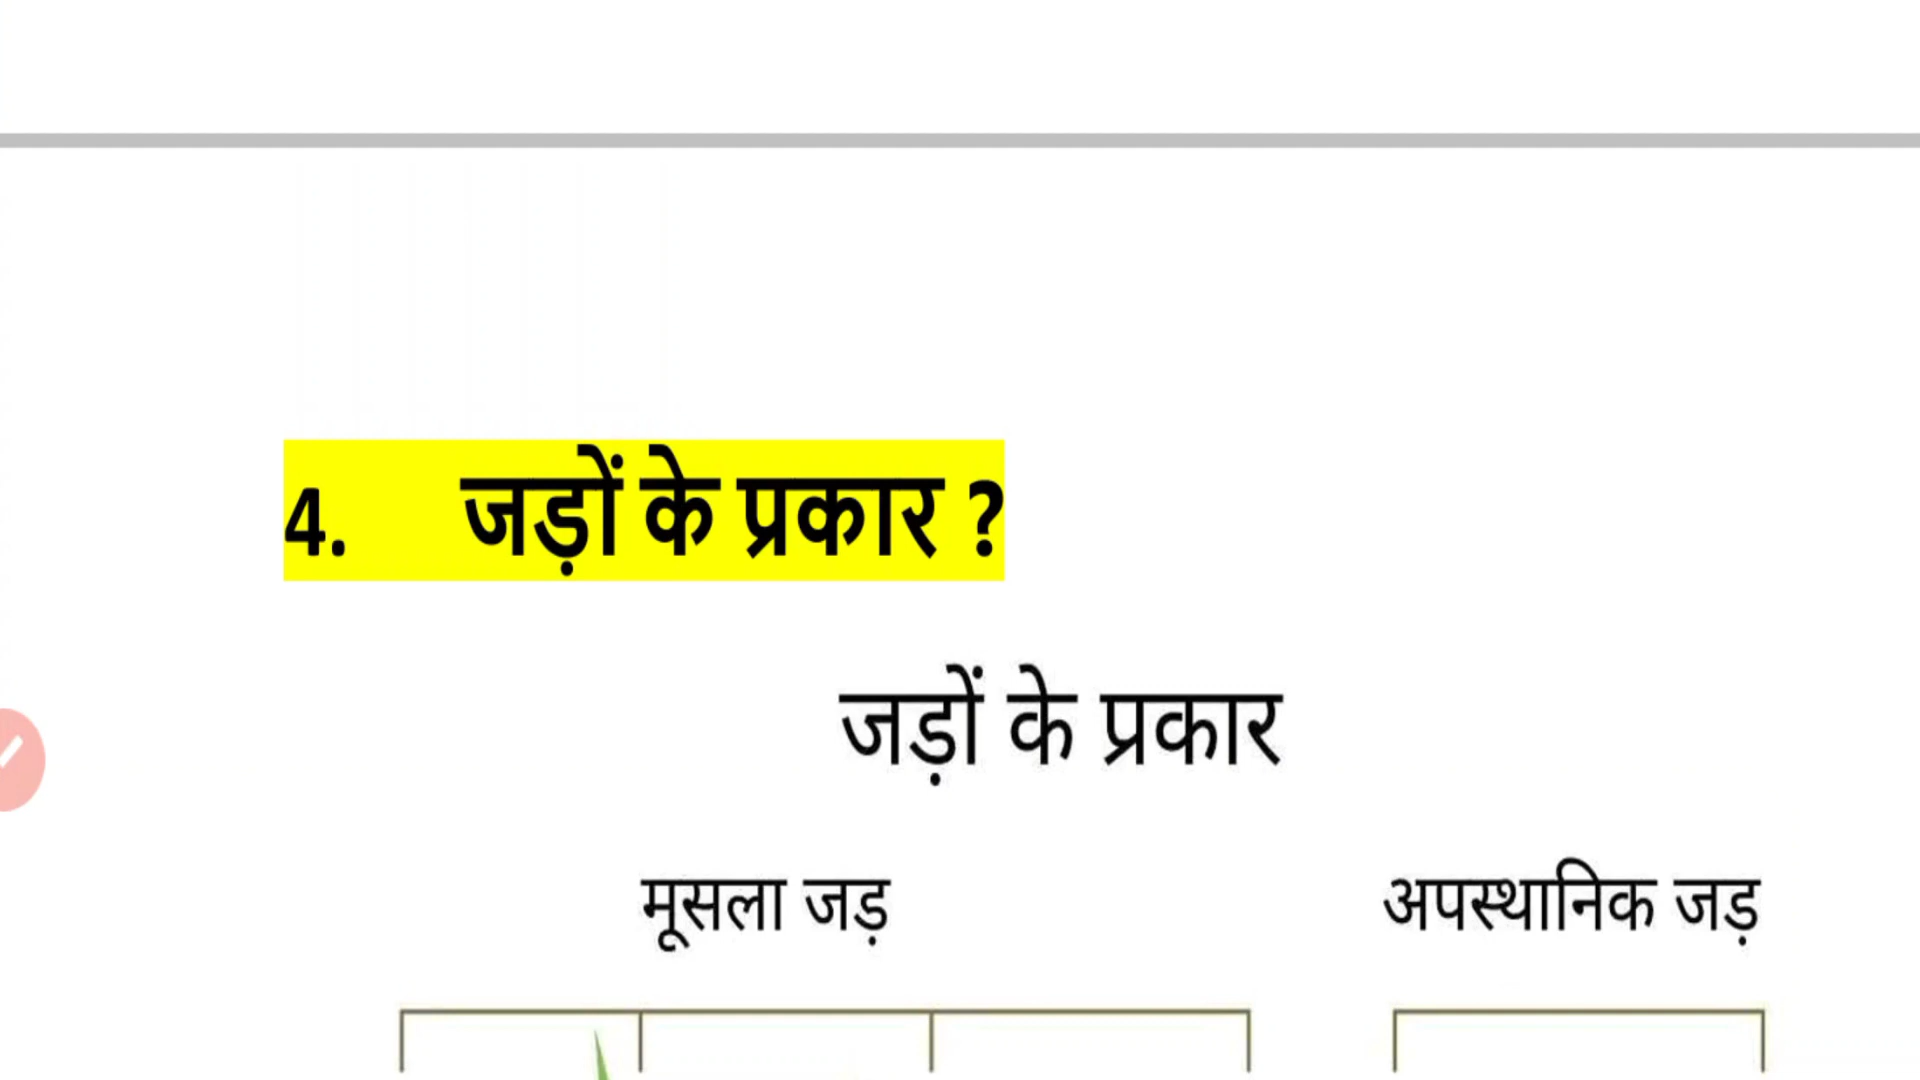 4. जड़ों के प्रकार ?
जड़ों के प्रकार
मूसला जड़ अपस्थानिक जड़